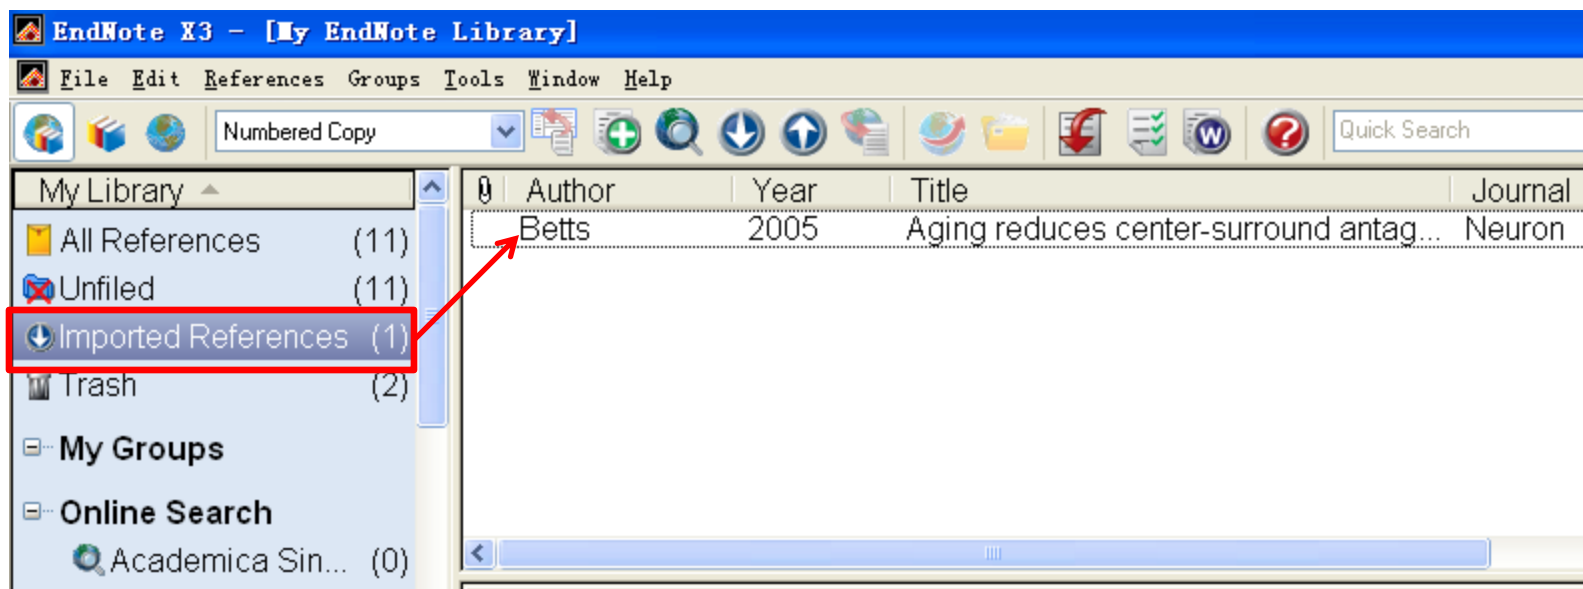 EndNote X3 - [My EndNote Library]
File Edit References Groups Tools Window Help
Numbered Copy Quick Search
My Library
All References (11)
Unfiled (11)
Imported References (1)
Trash (2)
My Groups
Online Search
Academica Sin... (0)
Author Year Title Journal
Betts 2005 Aging reduces center-surround antag... Neuron